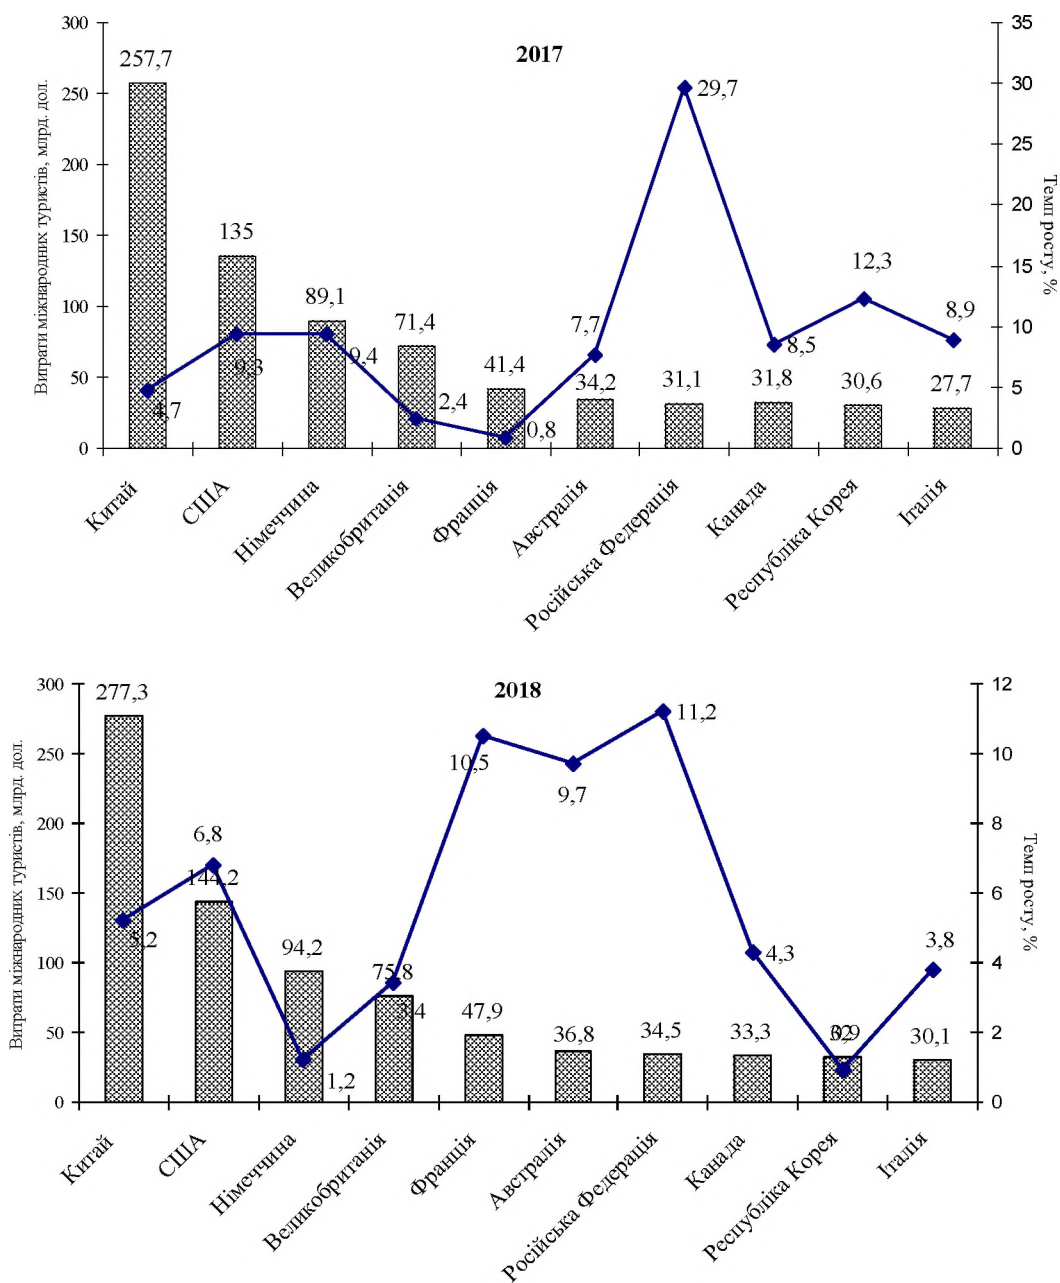 2017
Витрати міжнародних туристів, млрд. дол.
300
250
200
150
100
50
0
257,7
135
89,1
71,4
41,4
34,2
31,1
31,8
30,6
27,7
4,7
9,3
9,4
2,4
0,8
7,7
29,7
8,5
12,3
8,9
35
30
25
20
15
10
5
0
Темп росту, %
Китай
США
Німеччина
Великобританія
Франція
Австралія
Російська Федерація
Канада
Республіка Корея
Італія
2018
Витрати міжнародних туристів, млрд. дол.
300
250
200
150
100
50
0
277,3
144,2
94,2
75,8
47,9
36,8
34,5
33,3
32
30,1
5,2
6,8
1,2
3,4
10,5
9,7
11,2
4,3
0,9
3,8
12
10
8
6
4
2
0
Темп росту, %
Китай
США
Німеччина
Великобританія
Франція
Австралія
Російська Федерація
Канада
Республіка Корея
Італія